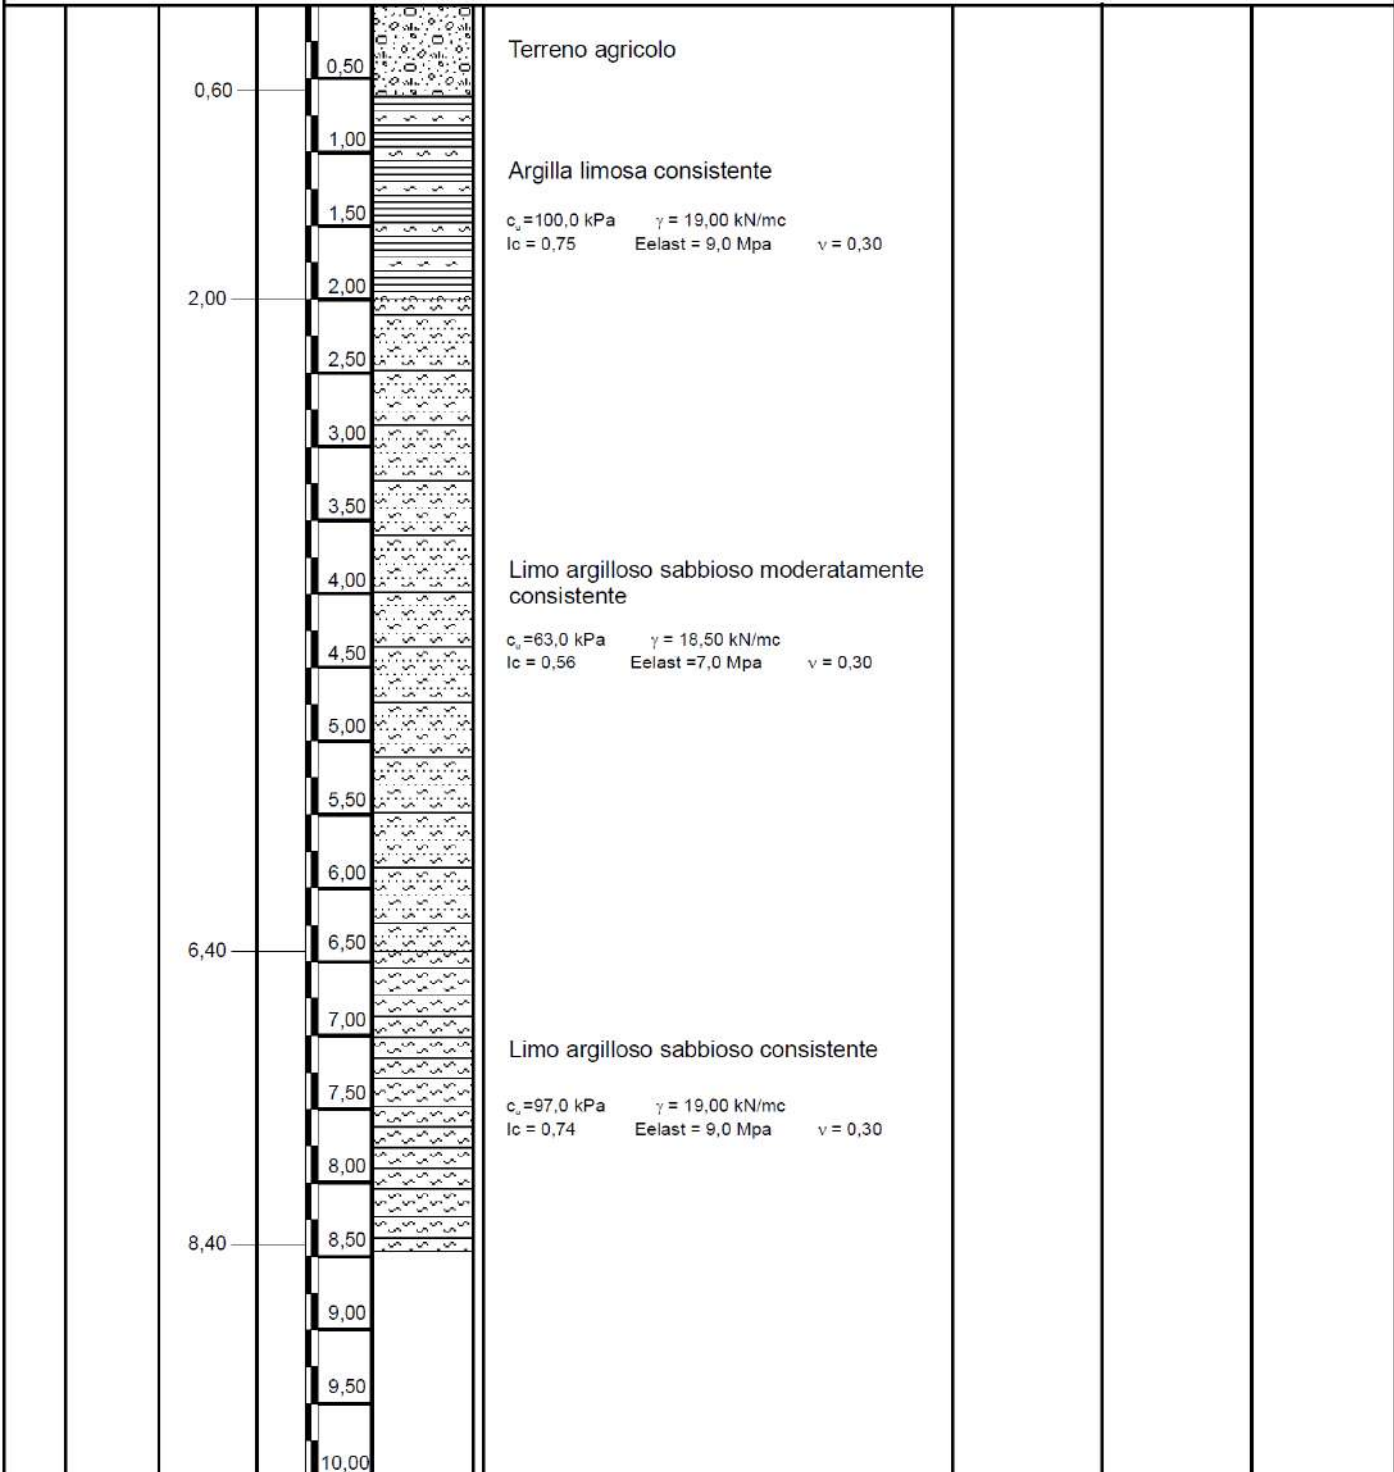 Terreno agricolo
0,50
0,60
1,00
Argilla limosa consistente
1,50
cᵤ=100,0 kPa γ = 19,00 kN/mc
Ic = 0,75 Eelast = 9,0 Mpa ν = 0,30
2,00
2,00
2,50
3,00
3,50
Limo argilloso sabbioso moderatamente
4,00
consistente
cᵤ=63,0 kPa γ = 18,50 kN/mc
4,50
Ic = 0,56 Eelast =7,0 Mpa ν = 0,30
5,00
5,50
6,00
6,50
6,40
7,00
Limo argilloso sabbioso consistente
7,50
cᵤ=97,0 kPa γ = 19,00 kN/mc
Ic = 0,74 Eelast = 9,0 Mpa ν = 0,30
8,00
8,50
8,40
9,00
9,50
10,00